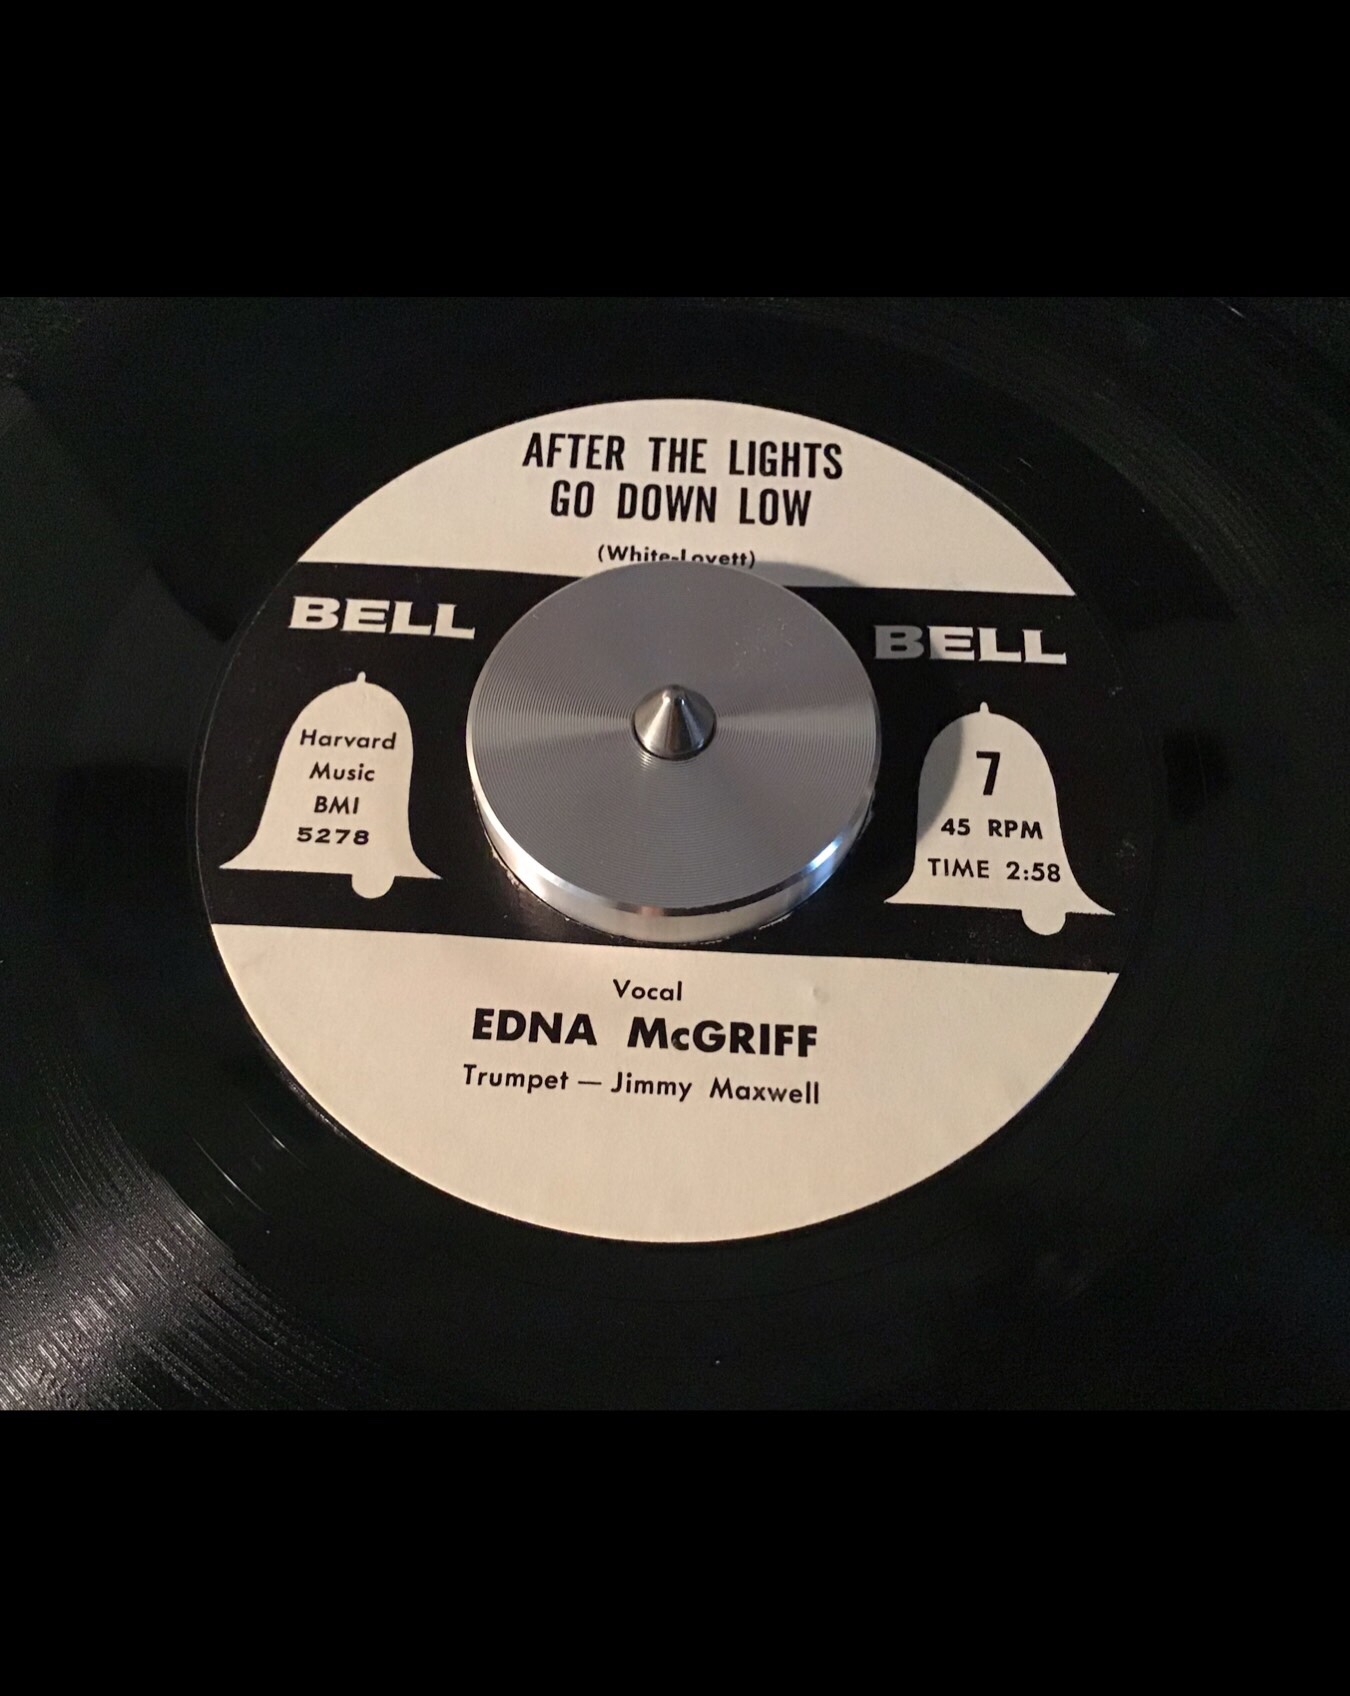 AFTER THE LIGHTS
GO DOWN LOW
(White-Lovett)
BELL
BELL
Harvard
Music
BMI
5278
7
45 RPM
TIME 2:58
Vocal
EDNA McGRIFF
Trumpet — Jimmy Maxwell